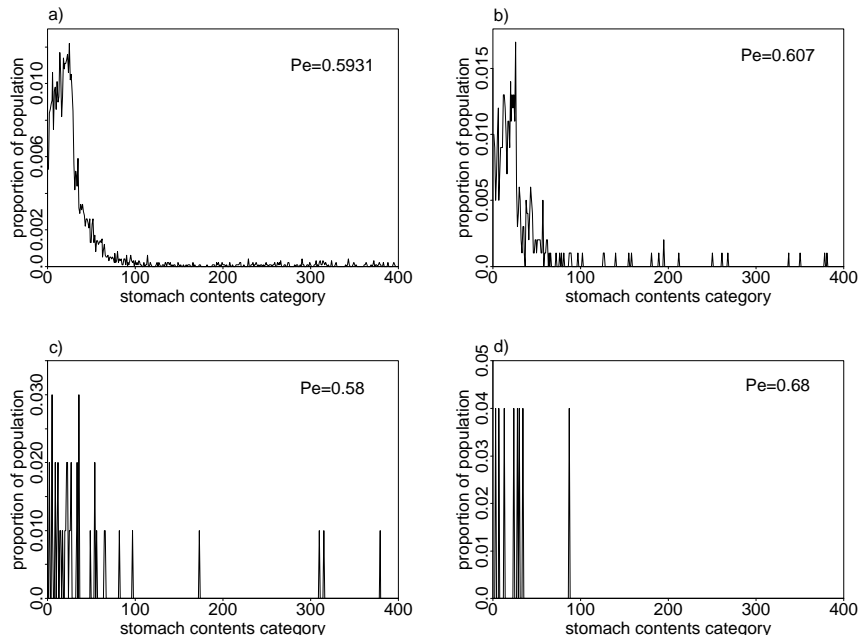 a)
Pe=0.5931
proportion of population
0.0 0.002 0.006 0.010
0 100 200 300 400
stomach contents category
b)
Pe=0.607
proportion of population
0.0 0.005 0.010 0.015
0 100 200 300 400
stomach contents category
c)
Pe=0.58
proportion of population
0.0 0.010 0.020 0.030
0 100 200 300 400
stomach contents category
d)
Pe=0.68
proportion of population
0.0 0.01 0.02 0.03 0.04 0.05
0 100 200 300 400
stomach contents category